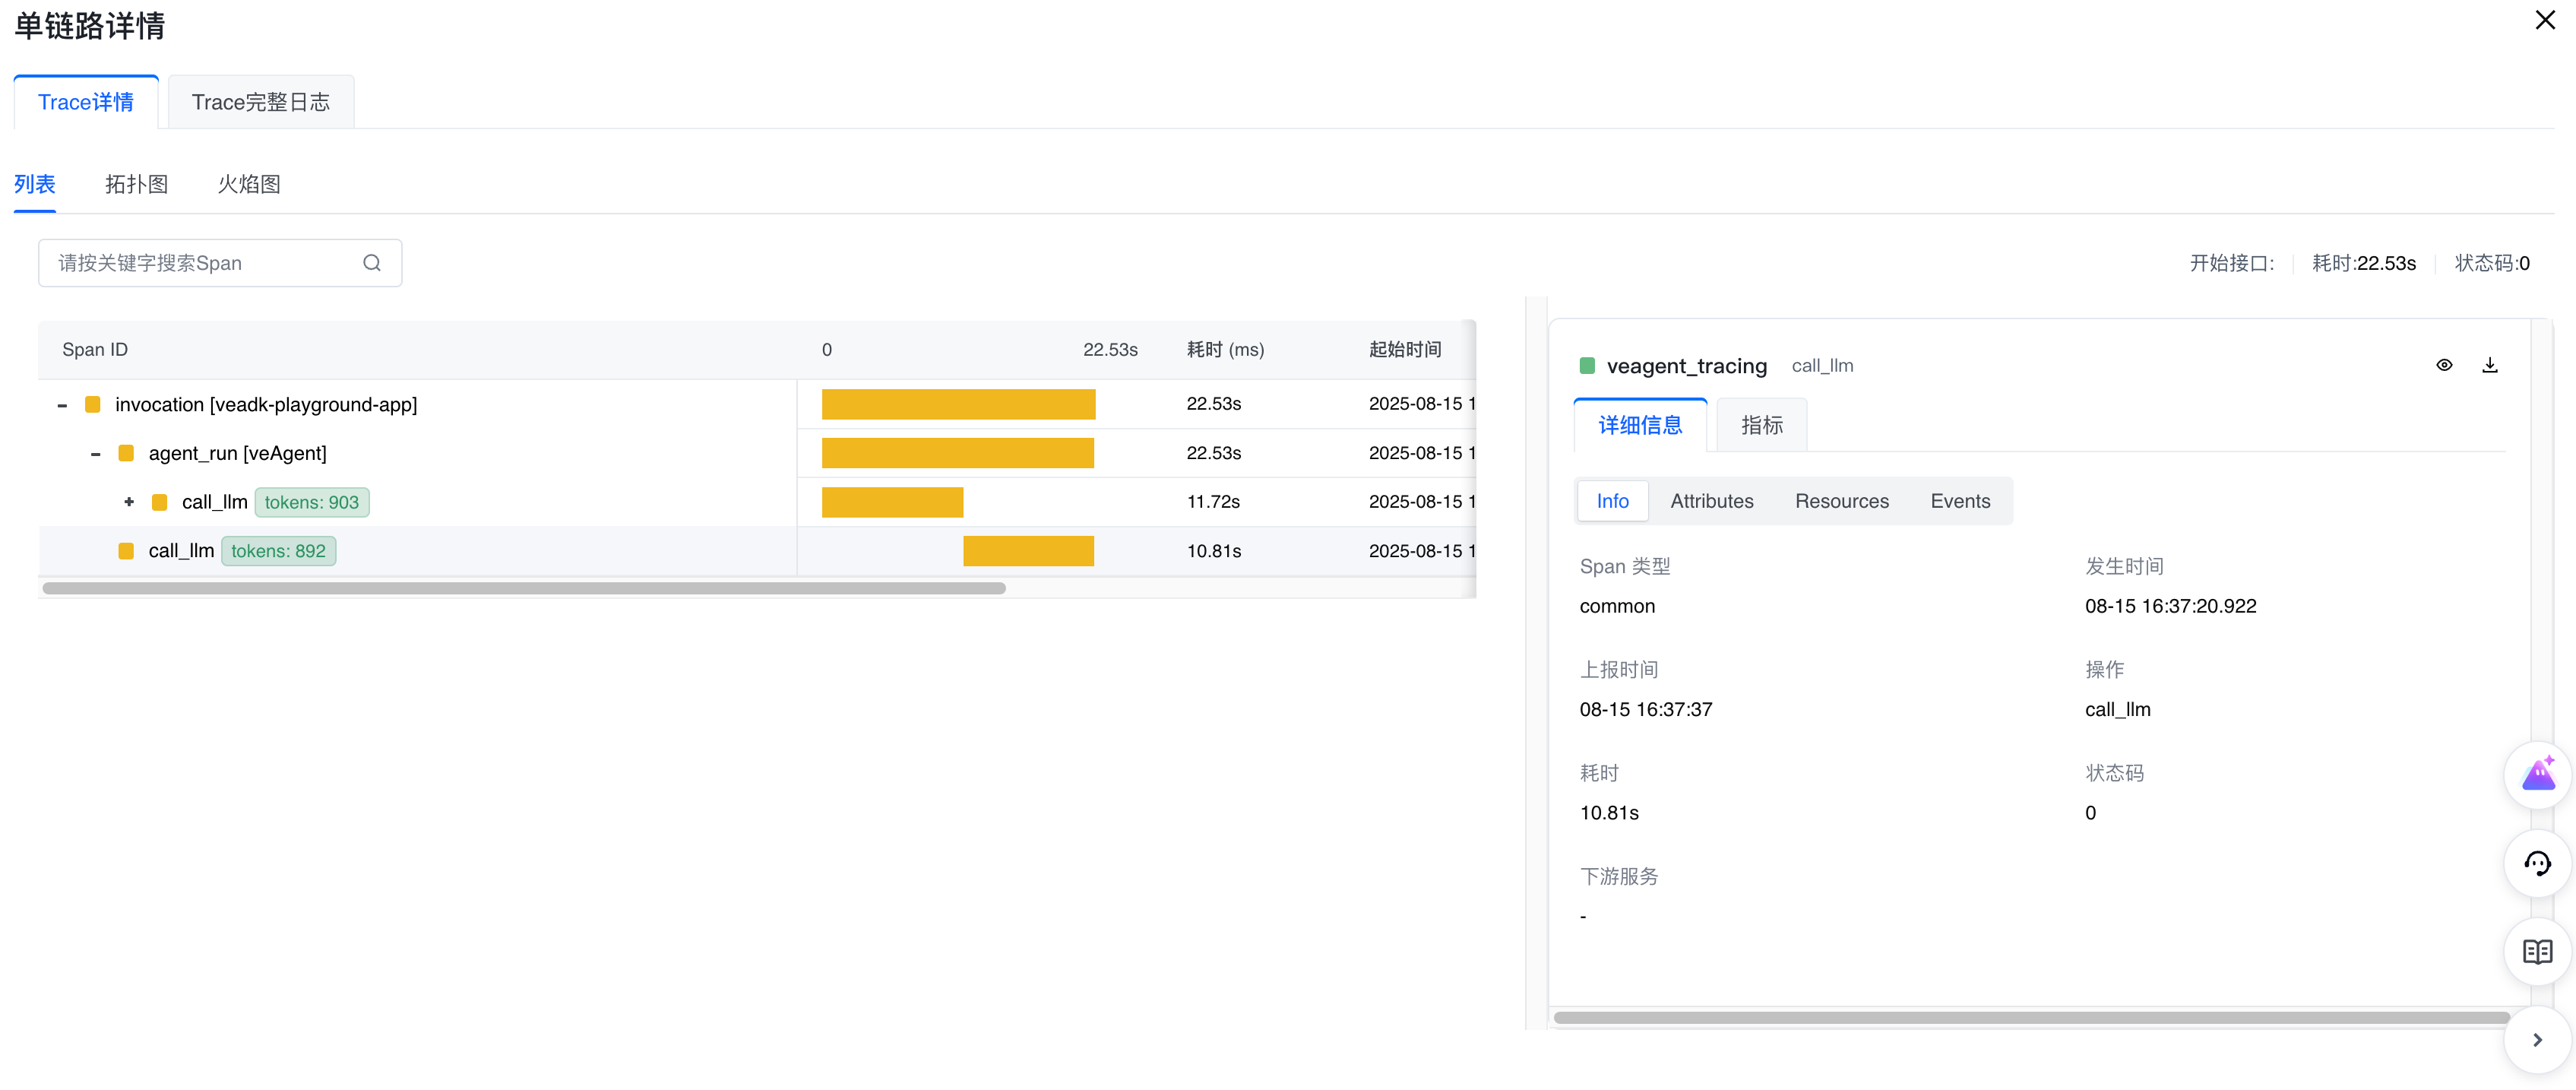 单链路详情
Trace详情 Trace完整日志
列表 拓扑图 火焰图
请按关键字搜索Span
开始接口: 耗时:22.53s 状态码:0
Span ID 0 22.53s 耗时 (ms) 起始时间
invocation [veadk-playground-app] 22.53s 2025-08-15 1
agent_run [veAgent] 22.53s 2025-08-15 1
call_llm tokens: 903 11.72s 2025-08-15 1
call_llm tokens: 892 10.81s 2025-08-15 1
veagent_tracing call_llm
详细信息 指标
Info Attributes Resources Events
Span 类型 发生时间
common 08-15 16:37:20.922
上报时间 操作
08-15 16:37:37 call_llm
耗时 状态码
10.81s 0
下游服务
-